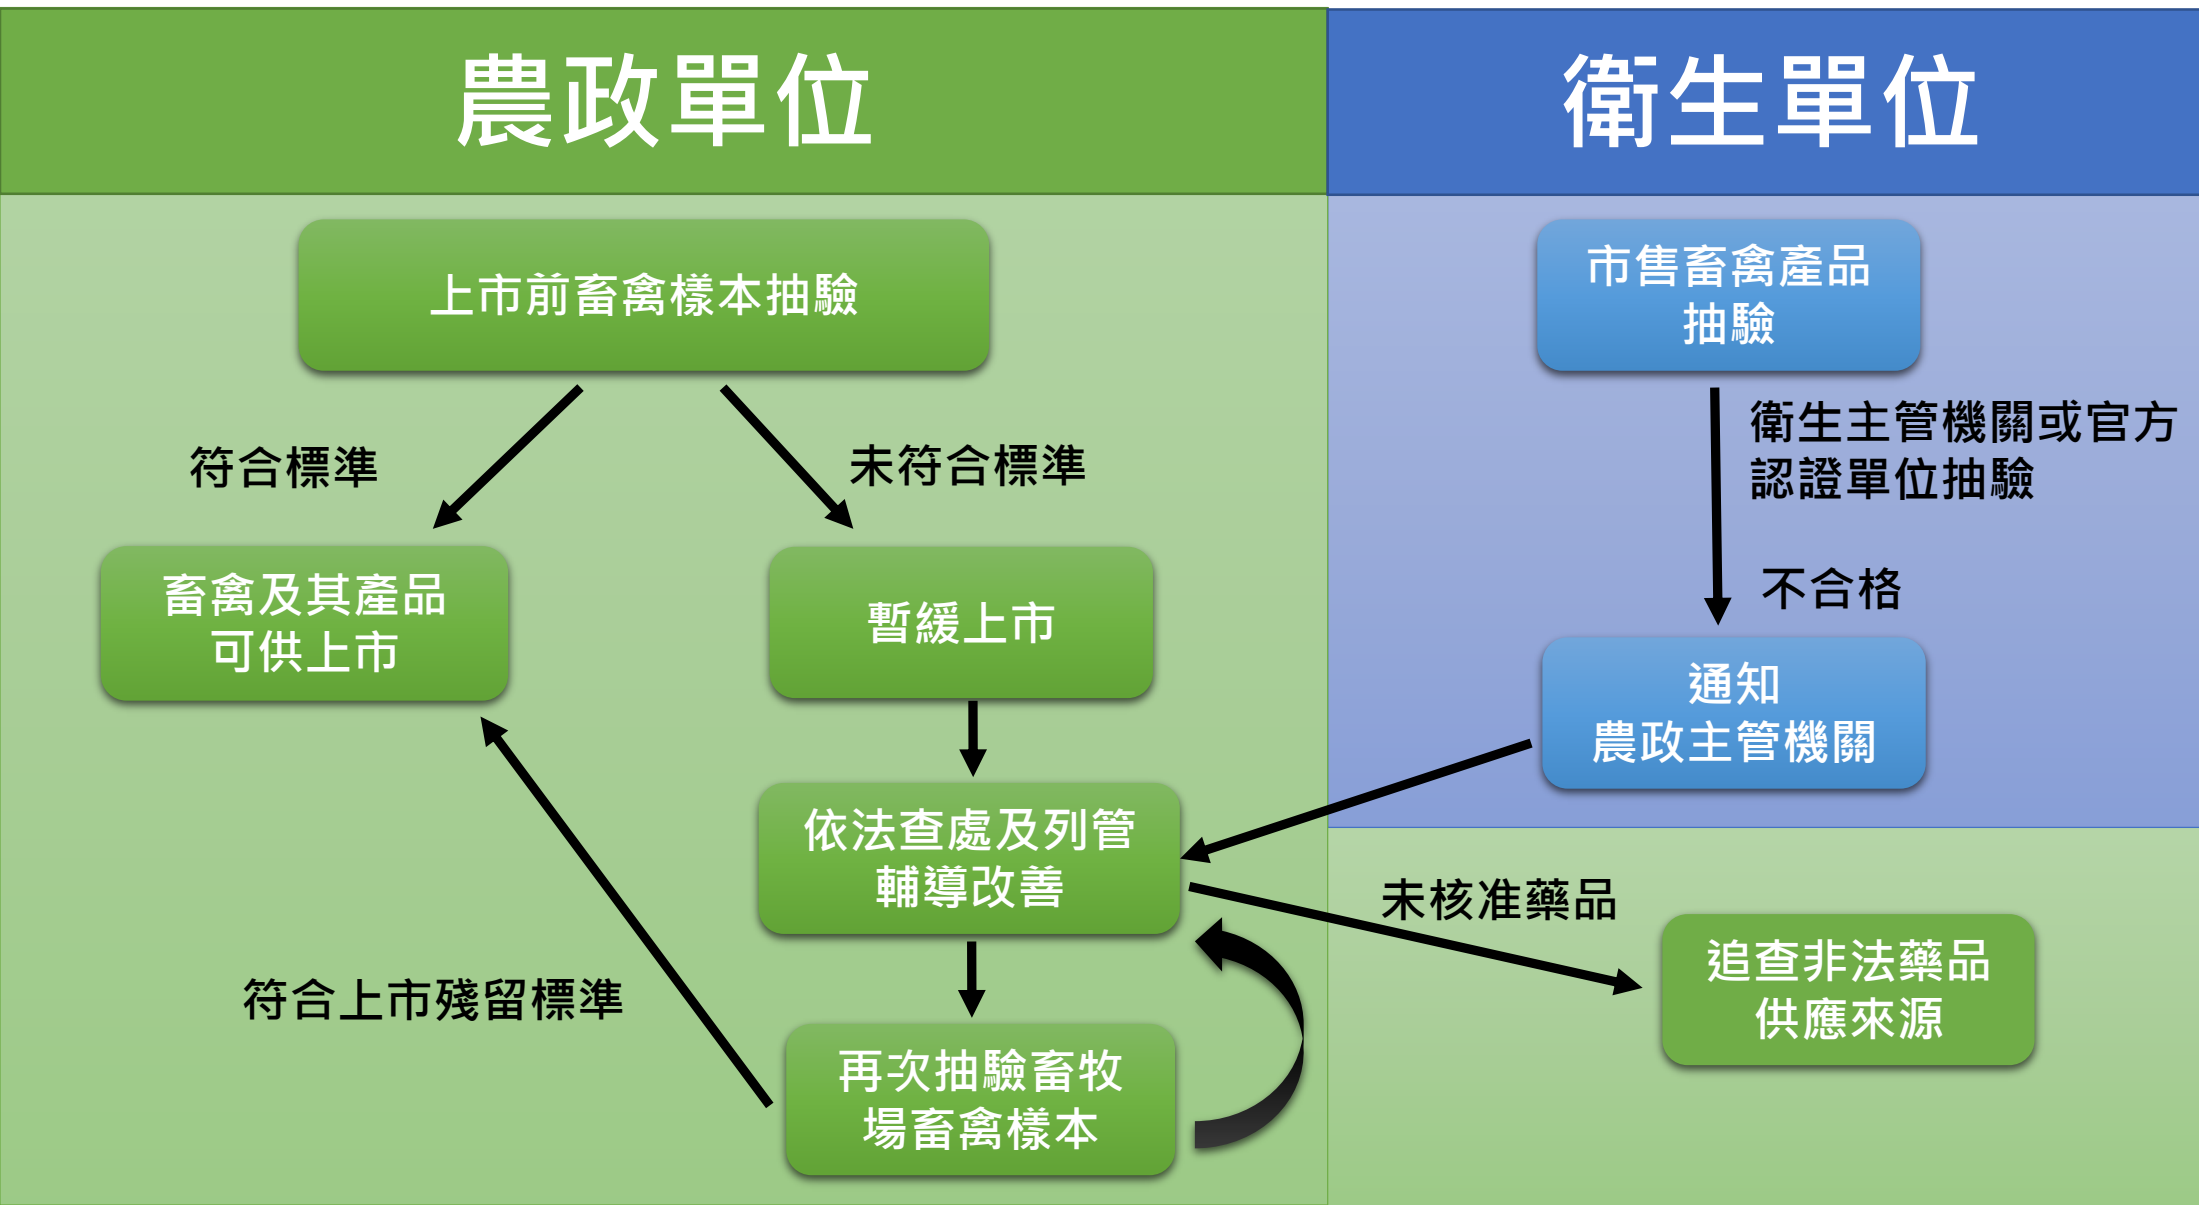 農政單位
上市前畜禽樣本抽驗
符合標準
未符合標準
畜禽及其產品
可供上市
暫緩上市
依法查處及列管
輔導改善
符合上市殘留標準
再次抽驗畜牧
場畜禽樣本
衛生單位
市售畜禽產品
抽驗
衛生主管機關或官方
認證單位抽驗
不合格
通知
農政主管機關
未核准藥品
追查非法藥品
供應來源